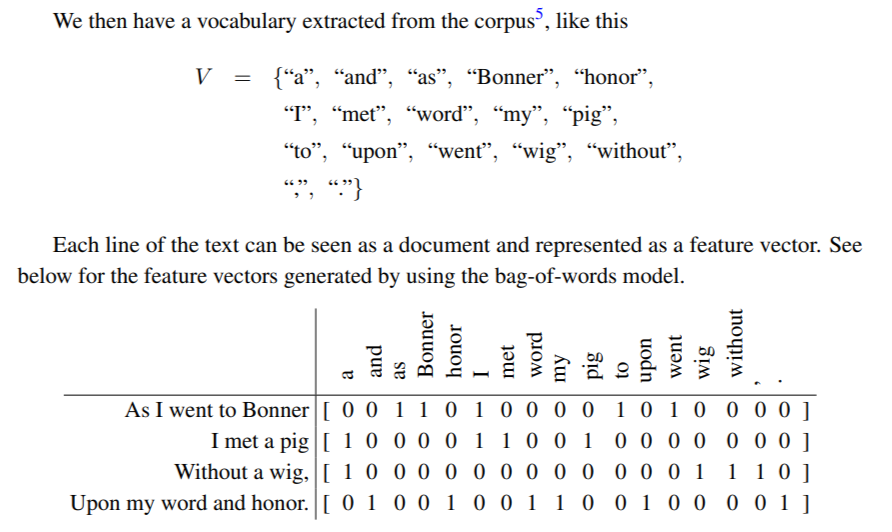 We then have a vocabulary extracted from the corpus5, like this
V = {“a”, “and”, “as”, “Bonner”, “honor”,
“I”, “met”, “word”, “my”, “pig”,
“to”, “upon”, “went”, “wig”, “without”,
“,”, “.”}
Each line of the text can be seen as a document and represented as a feature vector. See
below for the feature vectors generated by using the bag-of-words model.
a and as Bonner honor I met word my pig to upon went wig without , .
As I went to Bonner [ 0 0 1 1 0 1 0 0 0 0 1 0 1 0 0 0 0 ]
I met a pig [ 1 0 0 0 0 1 1 0 0 1 0 0 0 0 0 0 0 ]
Without a wig, [ 1 0 0 0 0 0 0 0 0 0 0 0 0 1 1 1 0 ]
Upon my word and honor. [ 0 1 0 0 1 0 0 1 1 0 0 1 0 0 0 0 1 ]